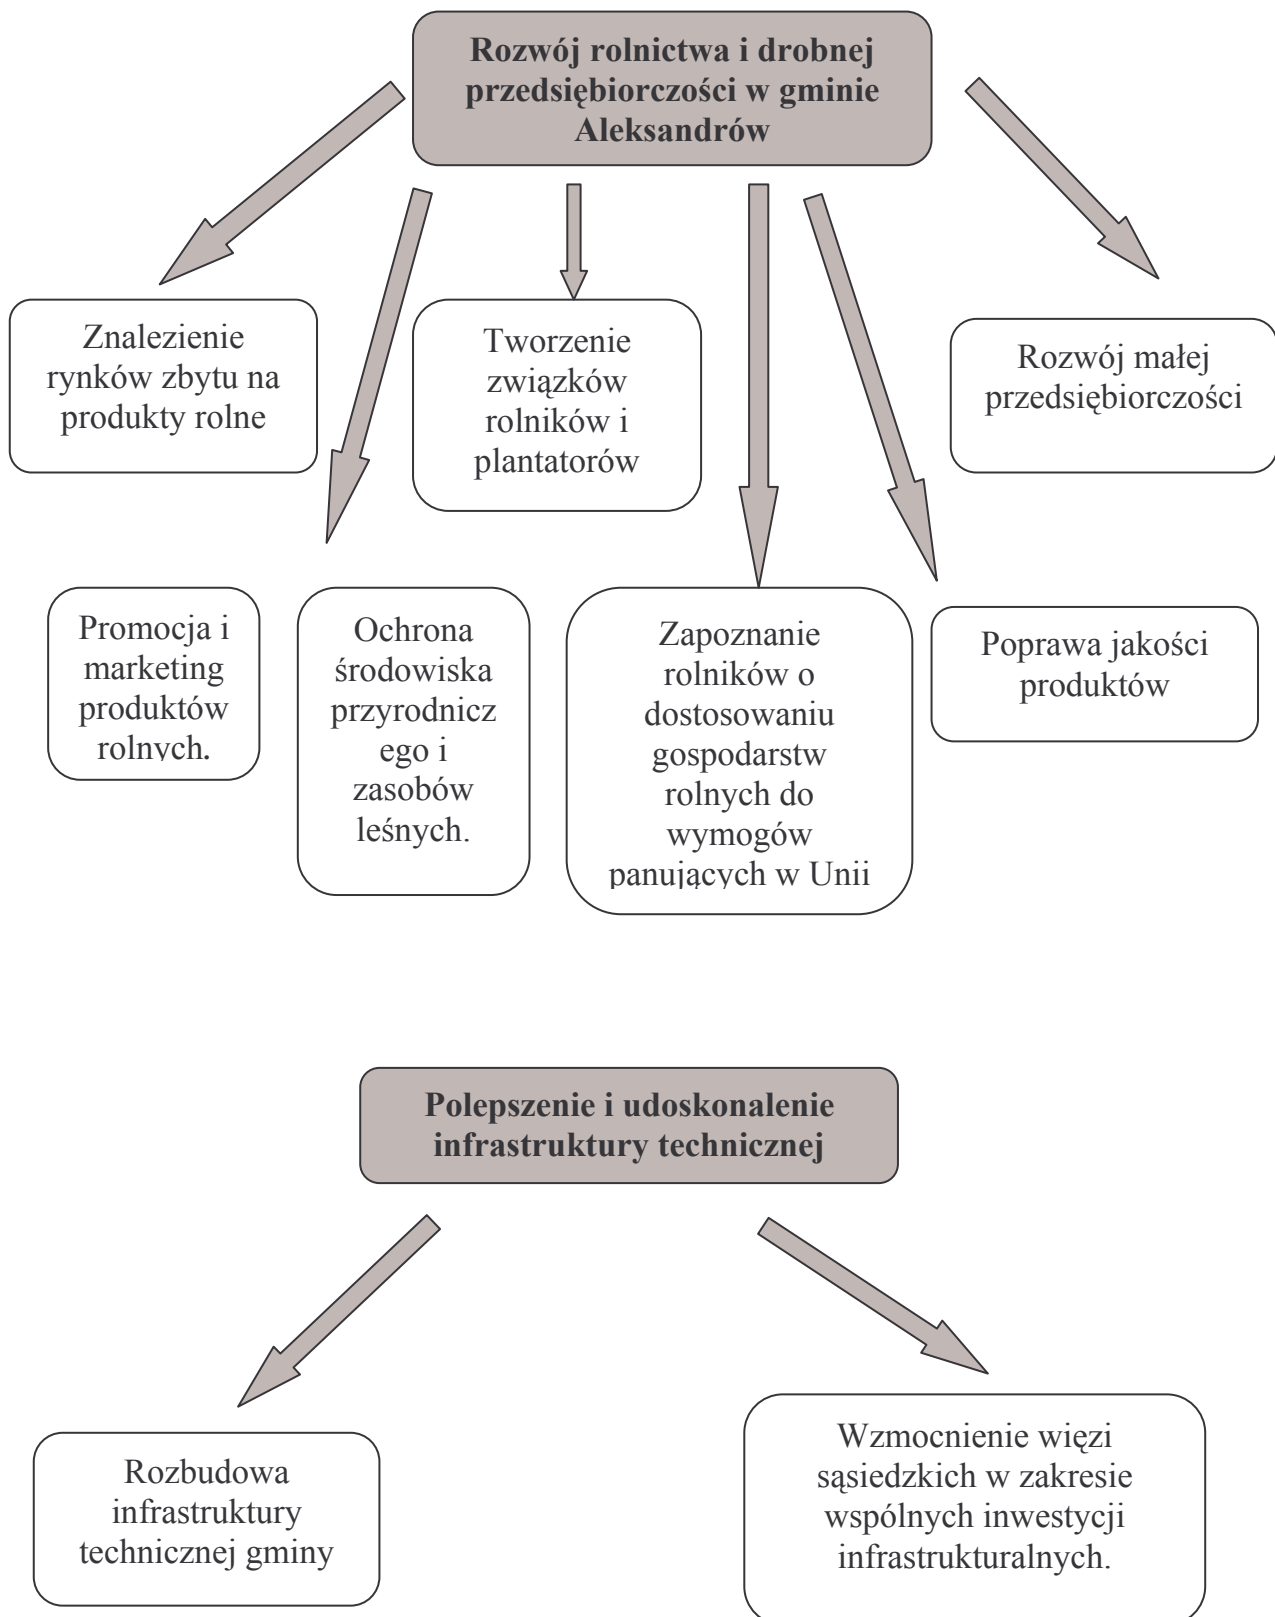 Rozwój rolnictwa i drobnej
przedsiębiorczości w gminie
Aleksandrów
Znalezienie
rynków zbytu na
produkty rolne
Tworzenie
związków
rolników i
plantatorów
Rozwój małej
przedsiębiorczości
Promocja i
marketing
produktów
rolnych.
Ochrona
środowiska
przyrodnicz
ego i
zasobów
leśnych.
Zapoznanie
rolników o
dostosowaniu
gospodarstw
rolnych do
wymogów
panujących w Unii
Poprawa jakości
produktów
Polepszenie i udoskonalenie
infrastruktury technicznej
Rozbudowa
infrastruktury
technicznej gminy
Wzmocnienie więzi
sąsiedzkich w zakresie
wspólnych inwestycji
infrastrukturalnych.